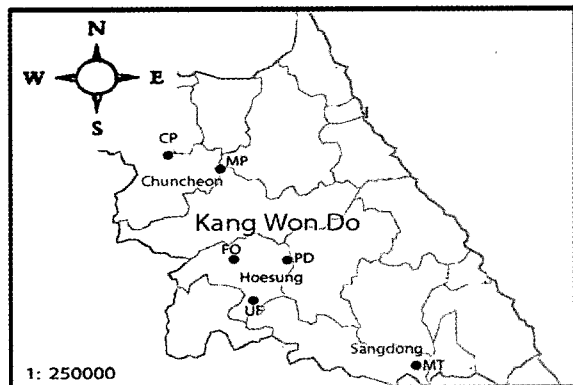 N
W E
S
CP
MP
Chuncheon
Kang Won Do
FO
PD
Hoesung
UF
Sangdong
MT
1: 250000